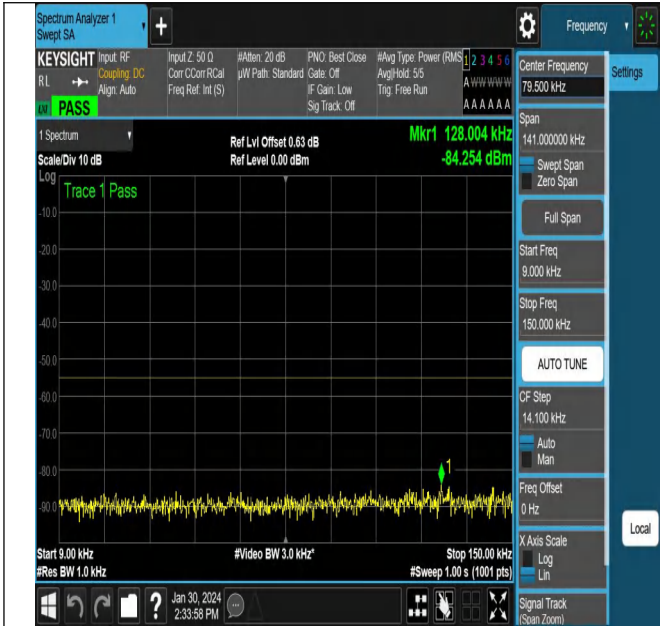 Spectrum Analyzer 1
Swept SA
Frequency
KEYSIGHT
RL
LXI
PASS
Input: RF
Coupling: DC
Align: Auto
Input Z: 50 Ω
Corr CCorr RCal
Freq Ref: Int (S)
#Atten: 20 dB
µW Path: Standard
PNO: Best Close
Gate: Off
IF Gain: Low
Sig Track: Off
#Avg Type: Power (RMS
Avg|Hold: 5/5
Trig: Free Run
1 2 3 4 5 6
A W W W W W
A A A A A A
1 Spectrum
Scale/Div 10 dB
Log
Ref Lvl Offset 0.63 dB
Ref Level 0.00 dBm
Mkr1 128.004 kHz
-84.254 dBm
Trace 1 Pass
-10.0
-20.0
-30.0
-40.0
-50.0
-60.0
-70.0
-80.0
-90.0
1
Start 9.00 kHz
#Res BW 1.0 kHz
#Video BW 3.0 kHz*
Stop 150.00 kHz
#Sweep 1.00 s (1001 pts)
?
Jan 30, 2024
2:33:58 PM
Center Frequency
79.500 kHz
Span
141.000000 kHz
Swept Span
Zero Span
Full Span
Start Freq
9.000 kHz
Stop Freq
150.000 kHz
AUTO TUNE
CF Step
14.100 kHz
Auto
Man
Freq Offset
0 Hz
X Axis Scale
Log
Lin
Signal Track
(Span Zoom)
Settings
Local